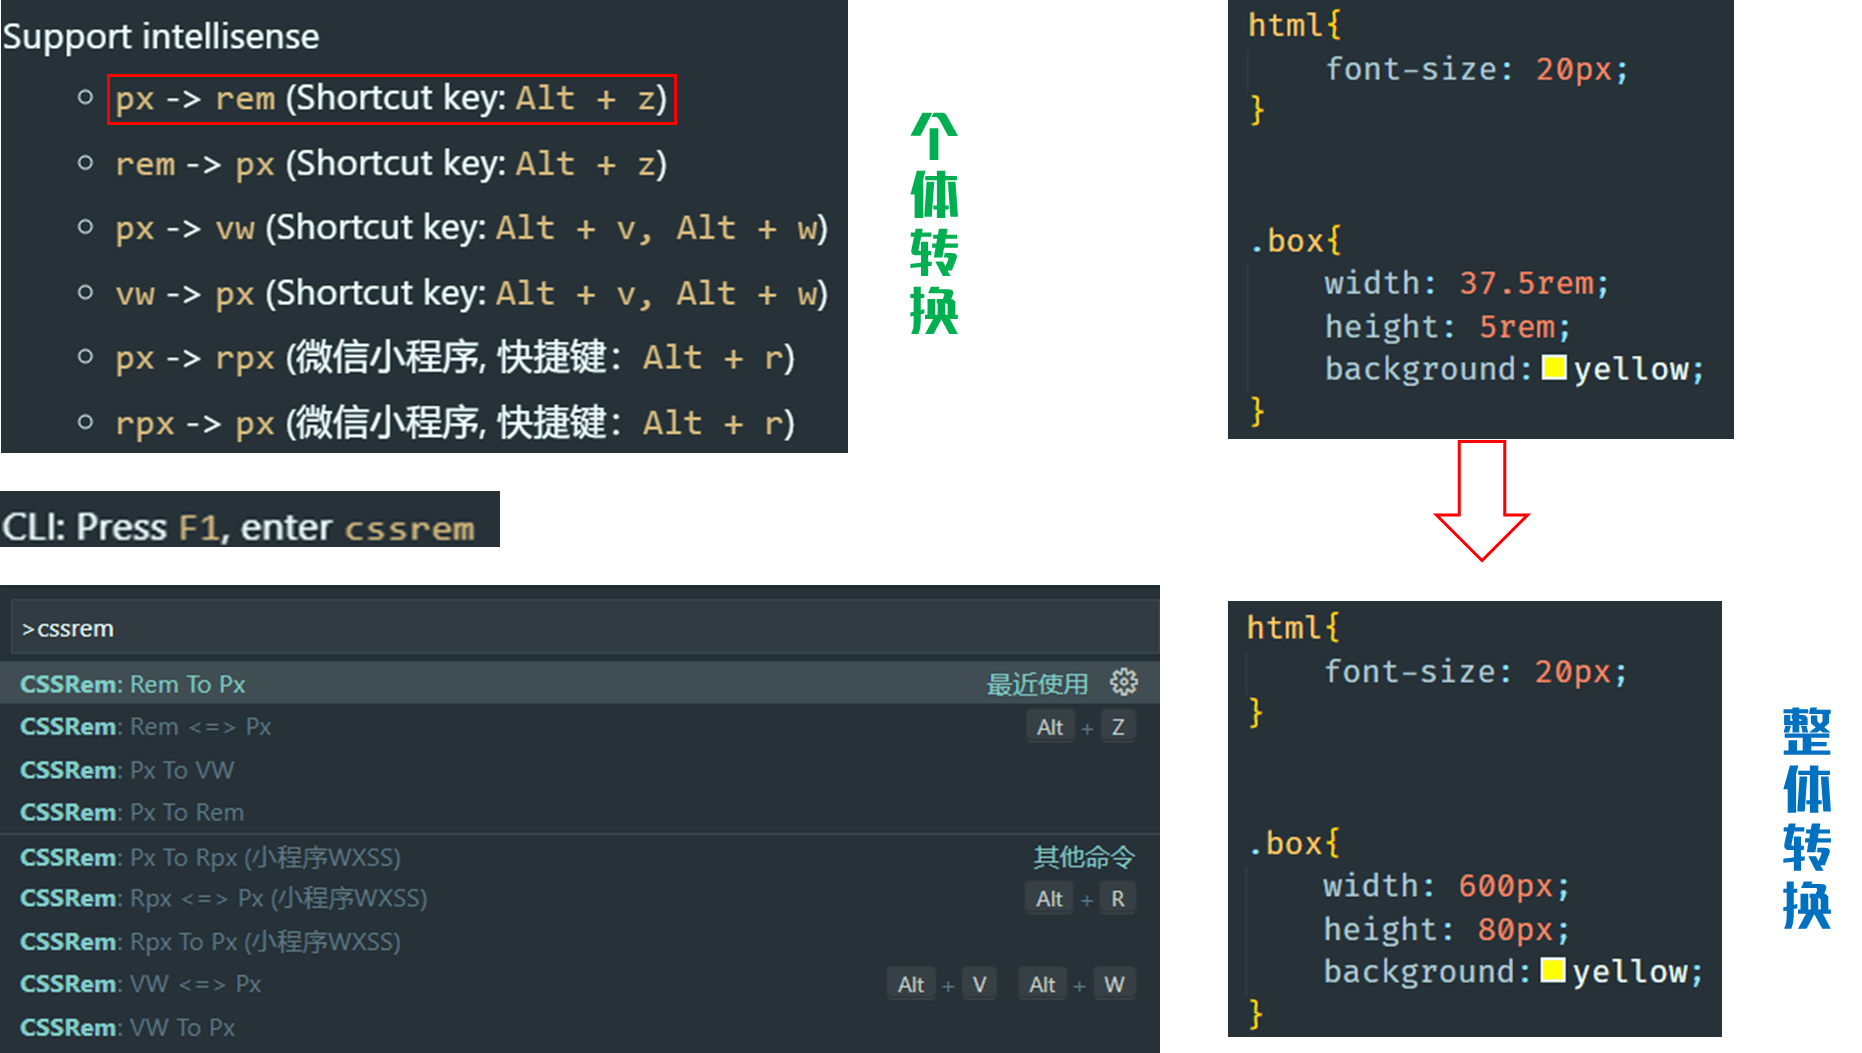 Support intellisense
px -> rem (Shortcut key: Alt + z)
rem -> px (Shortcut key: Alt + z)
px -> vw (Shortcut key: Alt + v, Alt + w)
vw -> px (Shortcut key: Alt + v, Alt + w)
px -> rpx (微信小程序, 快捷键：Alt + r)
rpx -> px (微信小程序, 快捷键：Alt + r)
个体转换
CLI: Press F1, enter cssrem
>cssrem
CSSRem: Rem To Px 最近使用
CSSRem: Rem <=> Px Alt + Z
CSSRem: Px To VW
CSSRem: Px To Rem
CSSRem: Px To Rpx (小程序WXSS) 其他命令
CSSRem: Rpx <=> Px (小程序WXSS) Alt + R
CSSRem: Rpx To Px (小程序WXSS)
CSSRem: VW <=> Px Alt + V Alt + W
CSSRem: VW To Px
html{
font-size: 20px;
}
.box{
width: 37.5rem;
height: 5rem;
background:yellow;
}
html{
font-size: 20px;
}
.box{
width: 600px;
height: 80px;
background:yellow;
}
整体转换